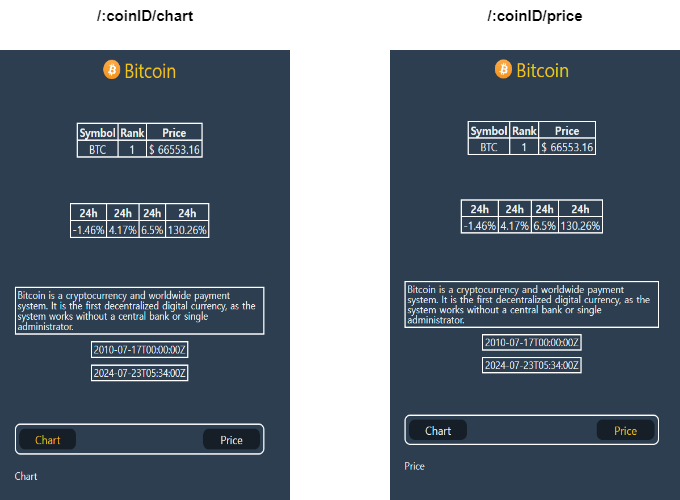 /:coinID/chart
Bitcoin
Symbol Rank Price
BTC 1 $ 66553.16
24h 24h 24h 24h
-1.46% 4.17% 6.5% 130.26%
Bitcoin is a cryptocurrency and worldwide payment
system. It is the first decentralized digital currency, as the
system works without a central bank or single
administrator.
2010-07-17T00:00:00Z
2024-07-23T05:34:00Z
Chart Price
Chart
/:coinID/price
Bitcoin
Symbol Rank Price
BTC 1 $ 66553.16
24h 24h 24h 24h
-1.46% 4.17% 6.5% 130.26%
Bitcoin is a cryptocurrency and worldwide payment
system. It is the first decentralized digital currency, as the
system works without a central bank or single
administrator.
2010-07-17T00:00:00Z
2024-07-23T05:34:00Z
Chart Price
Price